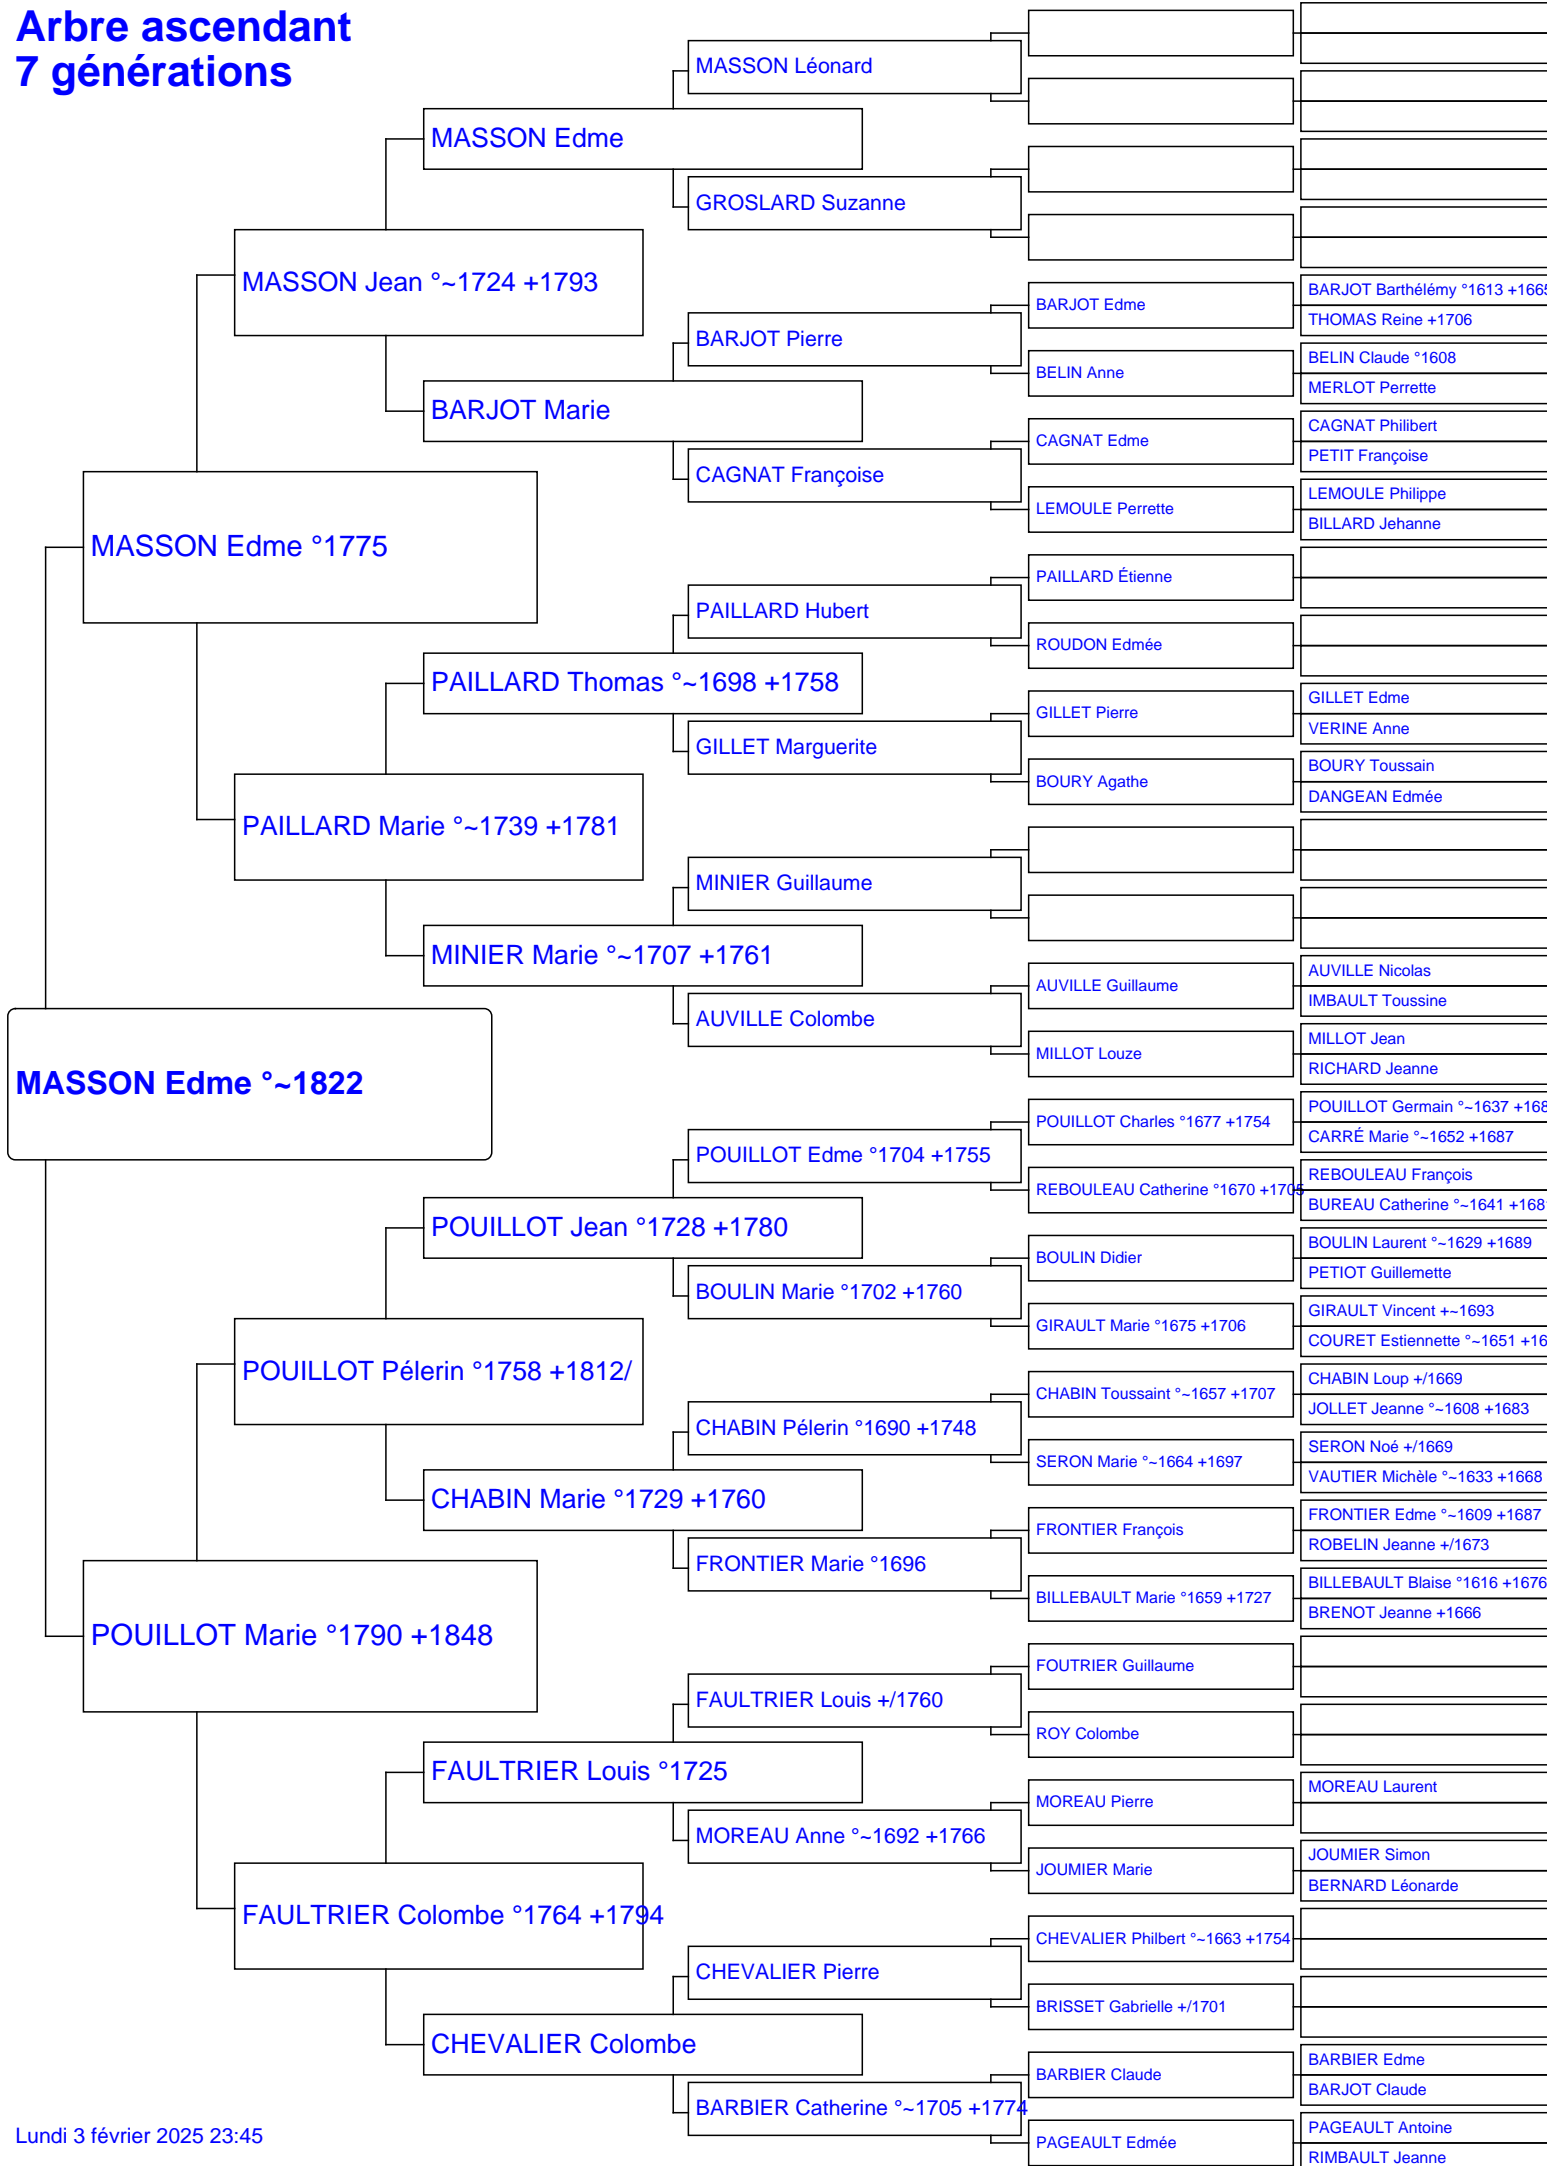 Arbre ascendant
7 générations
MASSON Edme °~1822
MASSON Edme °1775
POUILLOT Marie °1790 +1848
MASSON Jean °~1724 +1793
PAILLARD Marie °~1739 +1781
POUILLOT Pélerin °1758 +1812/
FAULTRIER Colombe °1764 +1794
MASSON Edme
BARJOT Marie
PAILLARD Thomas °~1698 +1758
MINIER Marie °~1707 +1761
POUILLOT Jean °1728 +1780
CHABIN Marie °1729 +1760
FAULTRIER Louis °1725
CHEVALIER Colombe
MASSON Léonard
GROSLARD Suzanne
BARJOT Pierre
CAGNAT Françoise
PAILLARD Hubert
GILLET Marguerite
MINIER Guillaume
AUVILLE Colombe
POUILLOT Edme °1704 +1755
BOULIN Marie °1702 +1760
CHABIN Pélerin °1690 +1748
FRONTIER Marie °1696
FAULTRIER Louis +/1760
MOREAU Anne °~1692 +1766
CHEVALIER Pierre
BARBIER Catherine °~1705 +1774
BARJOT Edme
BELIN Anne
CAGNAT Edme
LEMOULE Perrette
PAILLARD Étienne
ROUDON Edmée
GILLET Pierre
BOURY Agathe
AUVILLE Guillaume
MILLOT Louze
POUILLOT Charles °1677 +1754
REBOULEAU Catherine °1670 +1705
BOULIN Didier
GIRAULT Marie °1675 +1706
CHABIN Toussaint °~1657 +1707
SERON Marie °~1664 +1697
FRONTIER François
BILLEBAULT Marie °1659 +1727
FOUTRIER Guillaume
ROY Colombe
MOREAU Pierre
JOUMIER Marie
CHEVALIER Philbert °~1663 +1754
BRISSET Gabrielle +/1701
BARBIER Claude
PAGEAULT Edmée
BARJOT Barthélémy °1613 +1665
THOMAS Reine +1706
BELIN Claude °1608
MERLOT Perrette
CAGNAT Philibert
PETIT Françoise
LEMOULE Philippe
BILLARD Jehanne
GILLET Edme
VERINE Anne
BOURY Toussain
DANGEAN Edmée
AUVILLE Nicolas
IMBAULT Toussine
MILLOT Jean
RICHARD Jeanne
POUILLOT Germain °~1637 +168
CARRÉ Marie °~1652 +1687
REBOULEAU François
BUREAU Catherine °~1641 +168
BOULIN Laurent °~1629 +1689
PETIOT Guillemette
GIRAULT Vincent +~1693
COURET Estiennette °~1651 +16
CHABIN Loup +/1669
JOLLET Jeanne °~1608 +1683
SERON Noé +/1669
VAUTIER Michèle °~1633 +1668
FRONTIER Edme °~1609 +1687
ROBELIN Jeanne +/1673
BILLEBAULT Blaise °1616 +1676
BRENOT Jeanne +1666
MOREAU Laurent
JOUMIER Simon
BERNARD Léonarde
BARBIER Edme
BARJOT Claude
PAGEAULT Antoine
RIMBAULT Jeanne
Lundi 3 février 2025 23:45